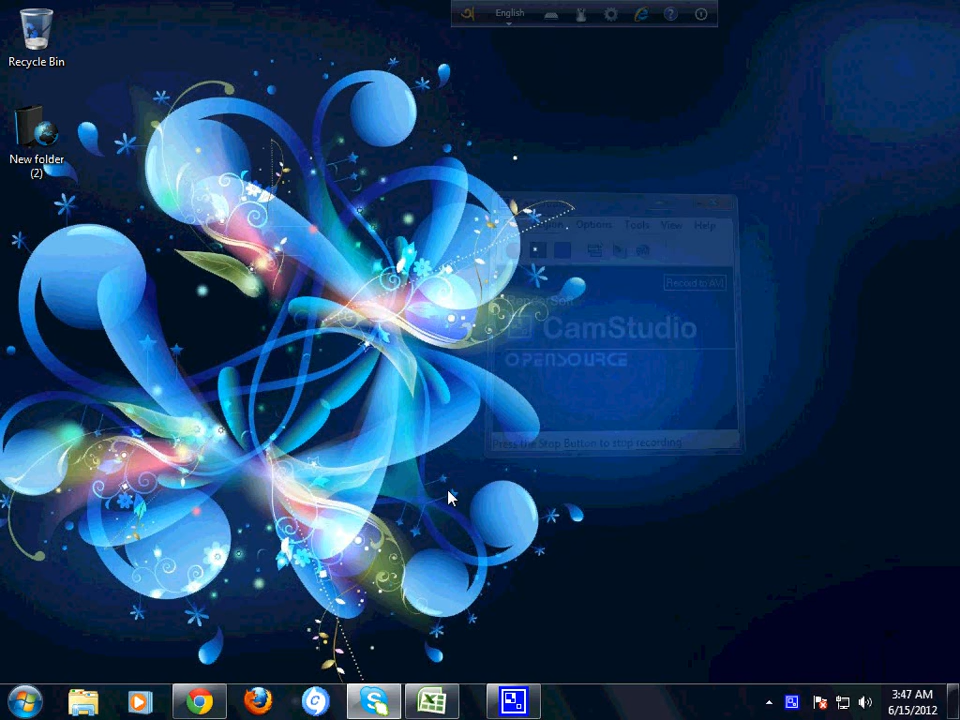 English
Recycle Bin
New folder
(2)
Options Tools View Help
Record to AVI
CamStudio
OPENSOURCE
Press the Stop Button to stop recording
3:47 AM
6/15/2012